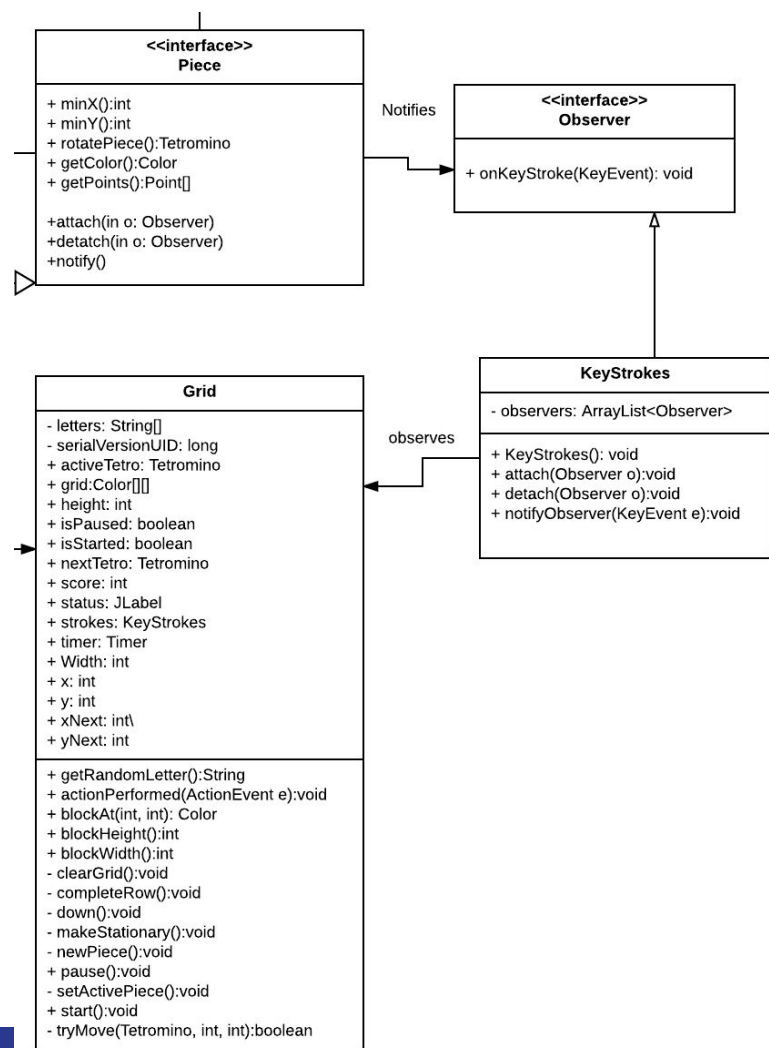 <<interface>>
Piece
+ minX():int
+ minY():int
+ rotatePiece():Tetromino
+ getColor():Color
+ getPoints():Point[]
+attach(in o: Observer)
+detatch(in o: Observer)
+notify()
Notifies
<<interface>>
Observer
+ onKeyStroke(KeyEvent): void
KeyStrokes
- observers: ArrayList<Observer>
+ KeyStrokes(): void
+ attach(Observer o):void
+ detach(Observer o):void
+ notifyObserver(KeyEvent e):void
observes
Grid
- letters: String[]
- serialVersionUID: long
+ activeTetro: Tetromino
+ grid:Color[][]
+ height: int
+ isPaused: boolean
+ isStarted: boolean
+ nextTetro: Tetromino
+ score: int
+ status: JLabel
+ strokes: KeyStrokes
+ timer: Timer
+ Width: int
+ x: int
+ y: int
+ xNext: int\
+ yNext: int
+ getRandomLetter():String
+ actionPerformed(ActionEvent e):void
+ blockAt(int, int): Color
+ blockHeight():int
+ blockWidth():int
- clearGrid():void
- completeRow():void
- down():void
- makeStationary():void
- newPiece():void
+ pause():void
- setActivePiece():void
+ start():void
- tryMove(Tetromino, int, int):boolean